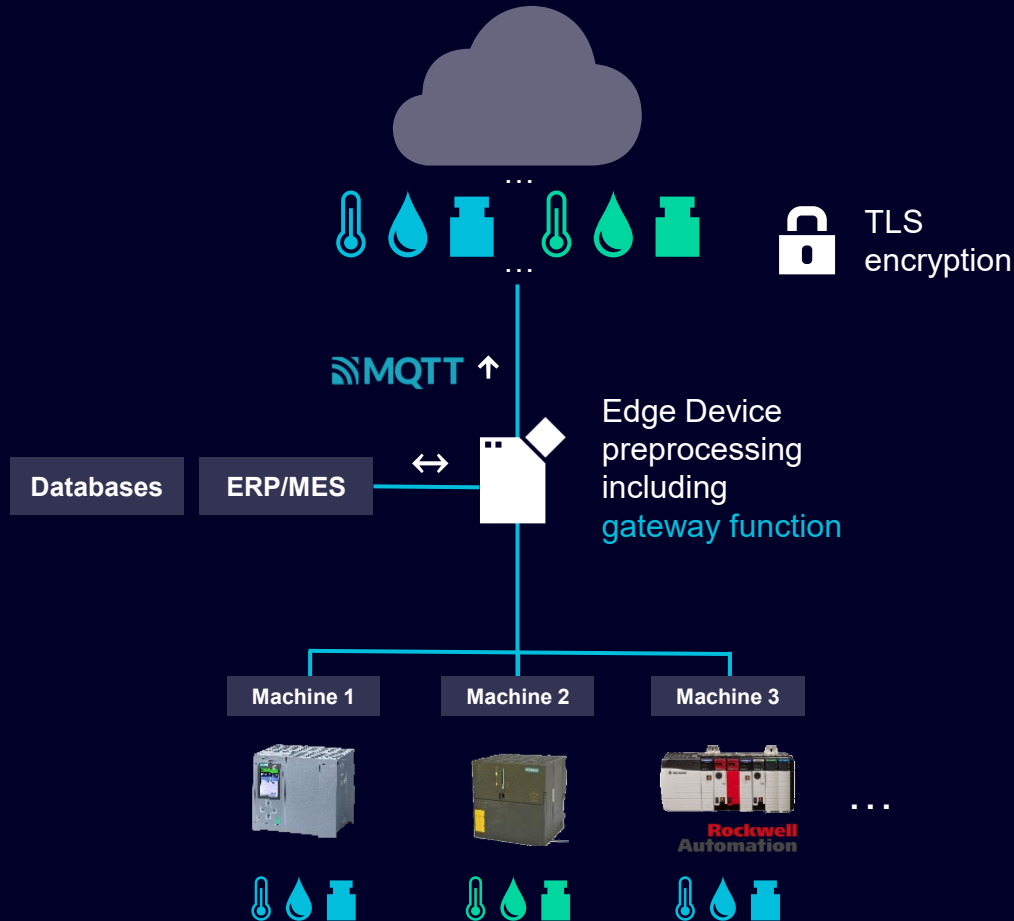 ...
TLS
encryption
...
MQTT ↑
Edge Device
preprocessing
including
gateway function
Databases
ERP/MES
↔
Machine 1
Machine 2
Machine 3
Rockwell
Automation
...